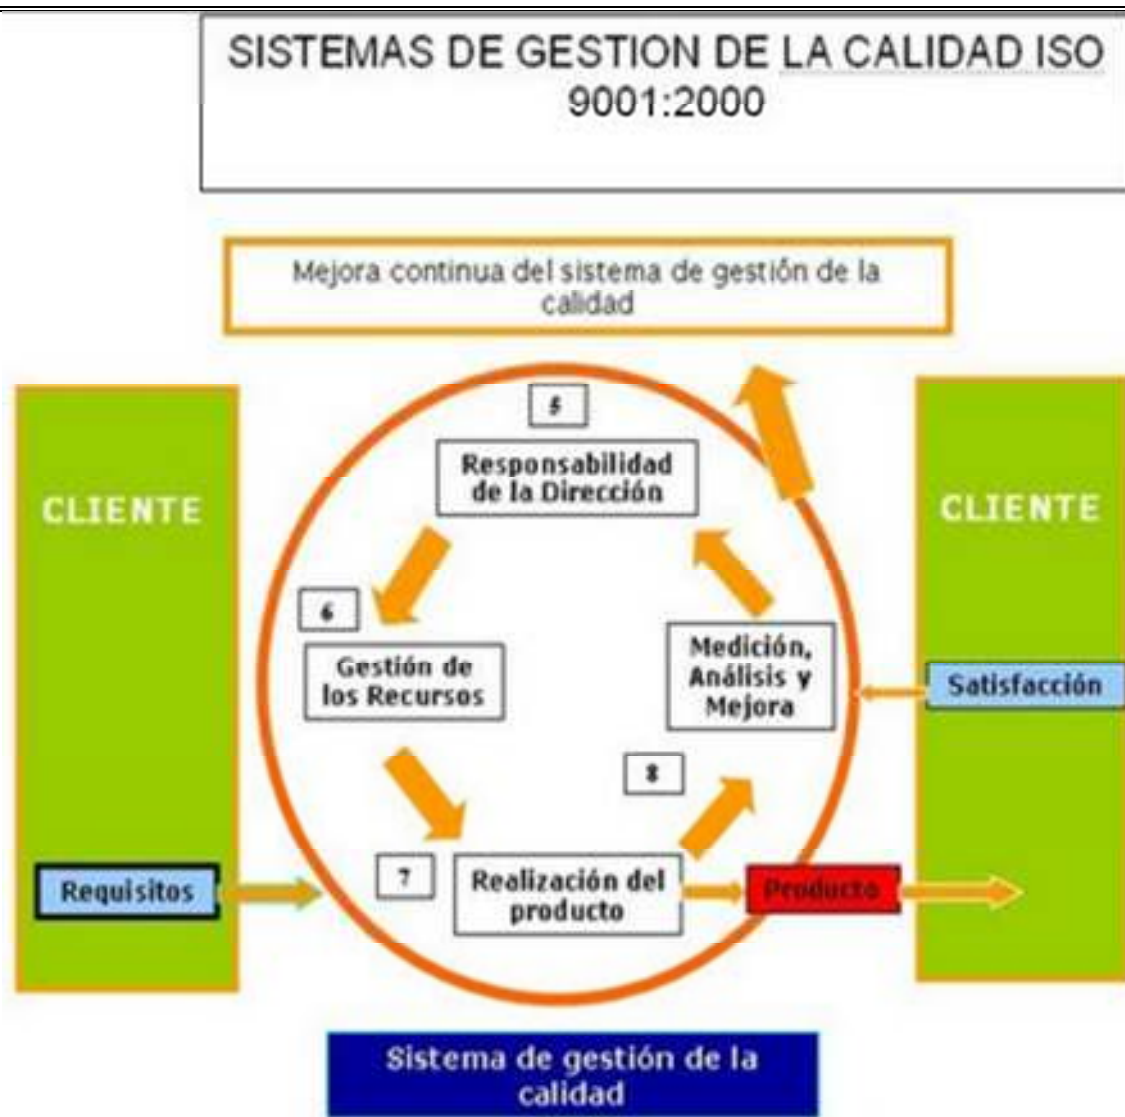 SISTEMAS DE GESTION DE LA CALIDAD ISO
9001:2000
Mejora continua del sistema de gestión de la
calidad
5
Responsabilidad
de la Dirección
CLIENTE
CLIENTE
6
Gestión de
los Recursos
Medición,
Análisis y
Mejora
Satisfacción
8
7
Requisitos
Realización del
producto
Producto
Sistema de gestión de la
calidad